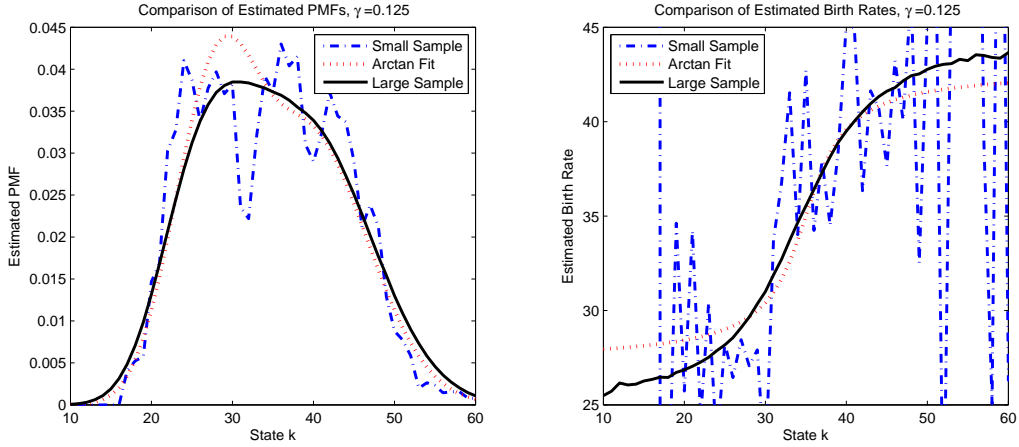 Comparison of Estimated PMFs, γ=0.125
0.045
0.04
0.035
0.03
0.025
0.02
0.015
0.01
0.005
0
Estimated PMF
Small Sample
Arctan Fit
Large Sample
10 20 30 40 50 60
State k
Comparison of Estimated Birth Rates, γ=0.125
45
40
35
30
25
Estimated Birth Rate
Small Sample
Arctan Fit
Large Sample
10 20 30 40 50 60
State k